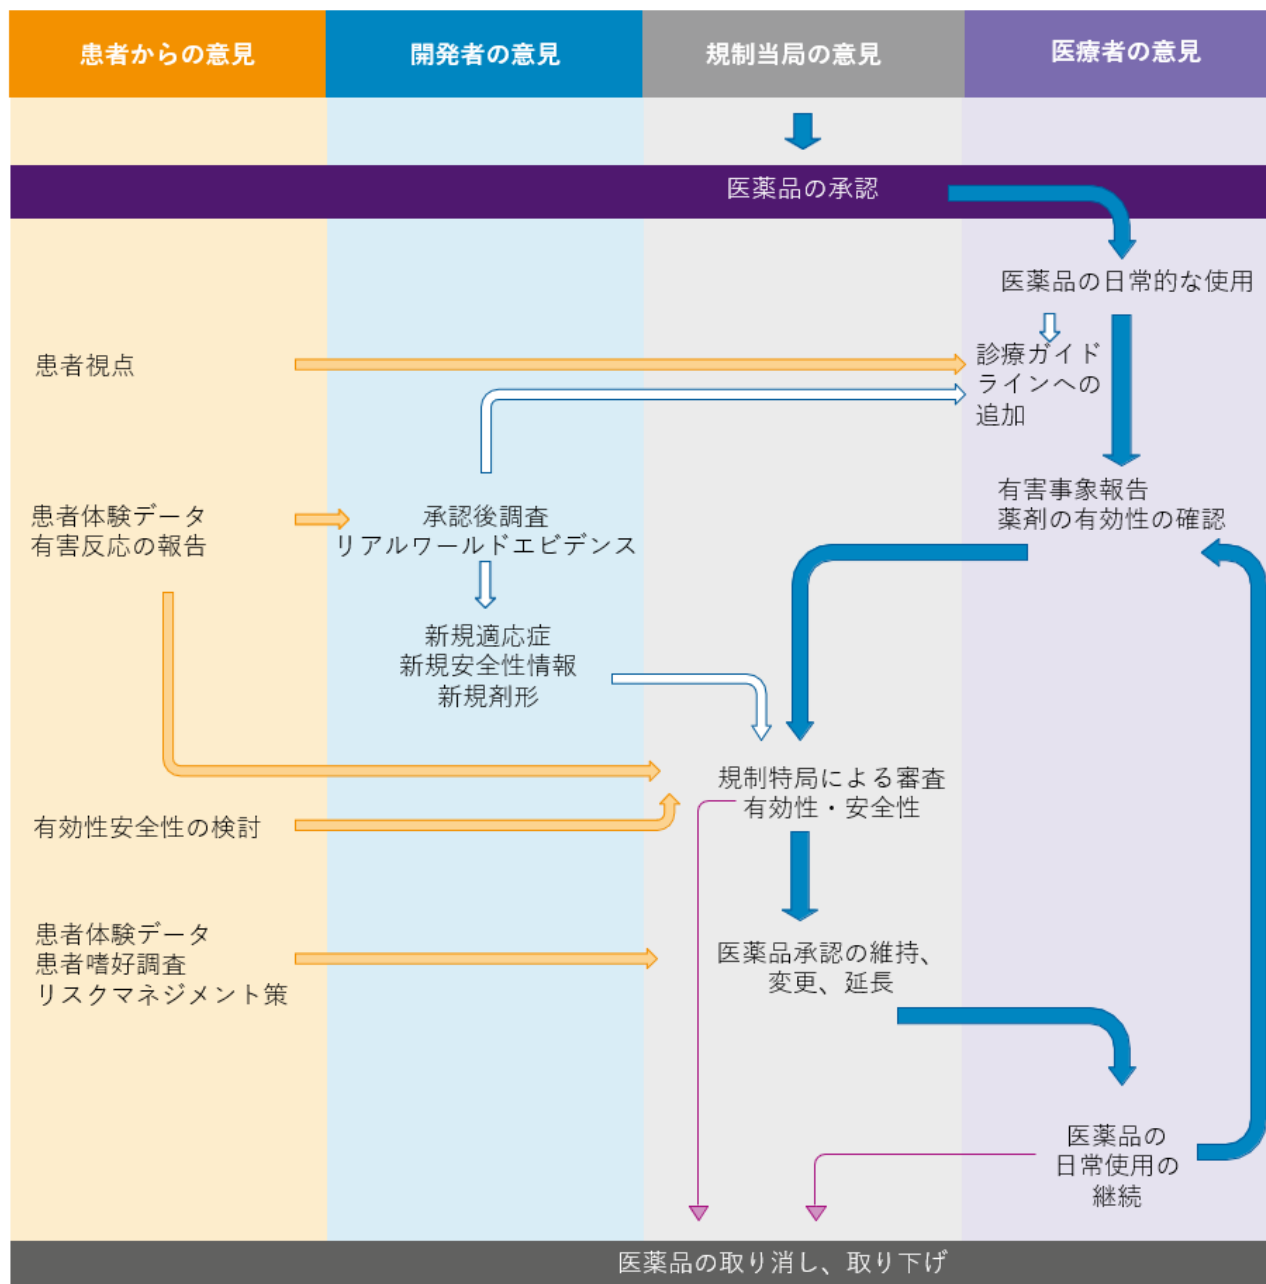 患者からの意見
開発者の意見
規制当局の意見
医療者の意見
医薬品の承認
医薬品の日常的な使用
患者視点
診療ガイド
ラインへの
追加
患者体験データ
有害反応の報告
承認後調査
リアルワールドエビデンス
有害事象報告
薬剤の有効性の確認
新規適応症
新規安全性情報
新規剤形
規制特局による審査
有効性・安全性
有効性安全性の検討
患者体験データ
患者嗜好調査
リスクマネジメント策
医薬品承認の維持、
変更、延長
医薬品の
日常使用の
継続
医薬品の取り消し、取り下げ